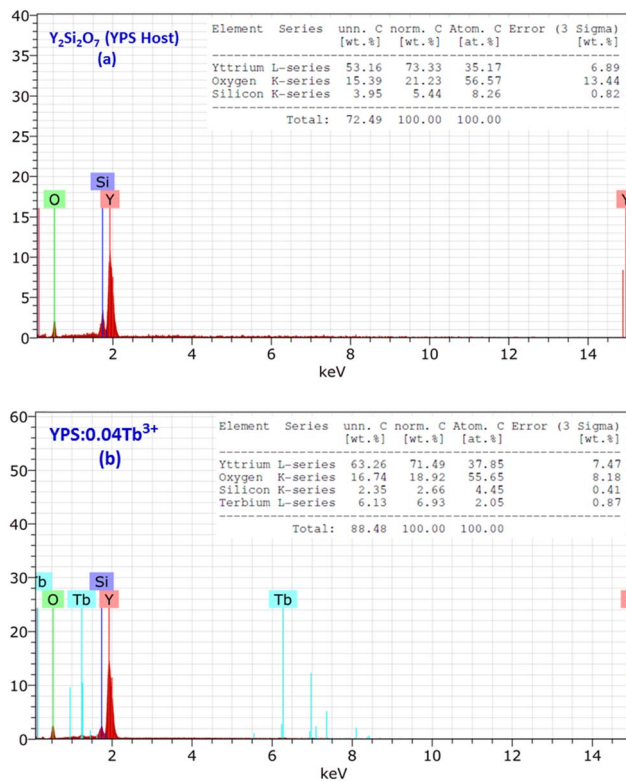 Y₂Si₂O₇ (YPS Host)
(a)
Element Series unn. C norm. C Atom. C Error (3 Sigma)
[wt.%] [wt.%] [at.%] [wt.%]
Yttrium L-series 53.16 73.33 35.17 6.89
Oxygen K-series 15.39 21.23 56.57 13.44
Silicon K-series 3.95 5.44 8.26 0.82
Total: 72.49 100.00 100.00
40
35
30
25
20
15
10
5
0
O
Si
Y
Y
2 4 6 8 10 12 14
keV
YPS:0.04Tb³⁺
(b)
Element Series unn. C norm. C Atom. C Error (3 Sigma)
[wt.%] [wt.%] [at.%] [wt.%]
Yttrium L-series 63.26 71.49 37.85 7.47
Oxygen K-series 16.74 18.92 55.65 8.18
Silicon K-series 2.35 2.66 4.45 0.41
Terbium L-series 6.13 6.93 2.05 0.87
Total: 88.48 100.00 100.00
60
50
40
30
20
10
0
b
O
Tb
Si
Y
Tb
2 4 6 8 10 12 14
keV